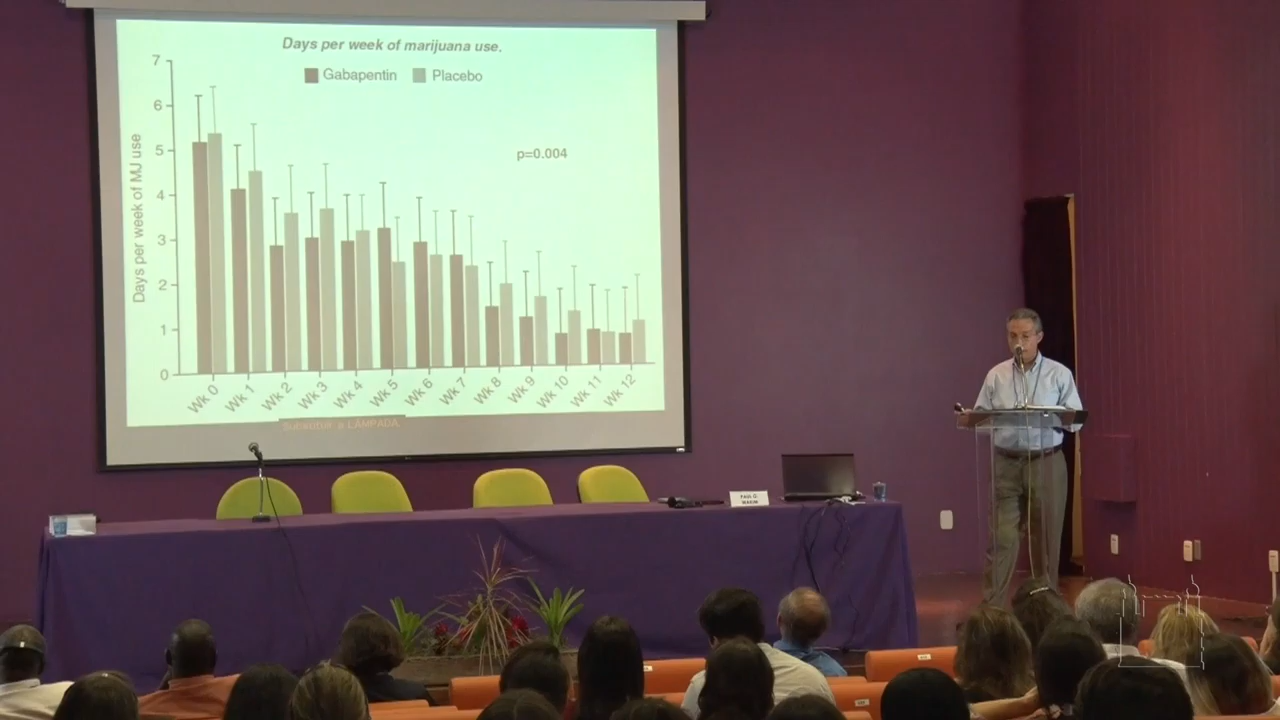 Days per week of marijuana use.
Gabapentin
Placebo
p=0.004
Days per week of MJ use
7
6
5
4
3
2
1
0
Wk 0
Wk 1
Wk 2
Wk 3
Wk 4
Wk 5
Wk 6
Wk 7
Wk 8
Wk 9
Wk 10
Wk 11
Wk 12
a LÂMPADA.
PAUL